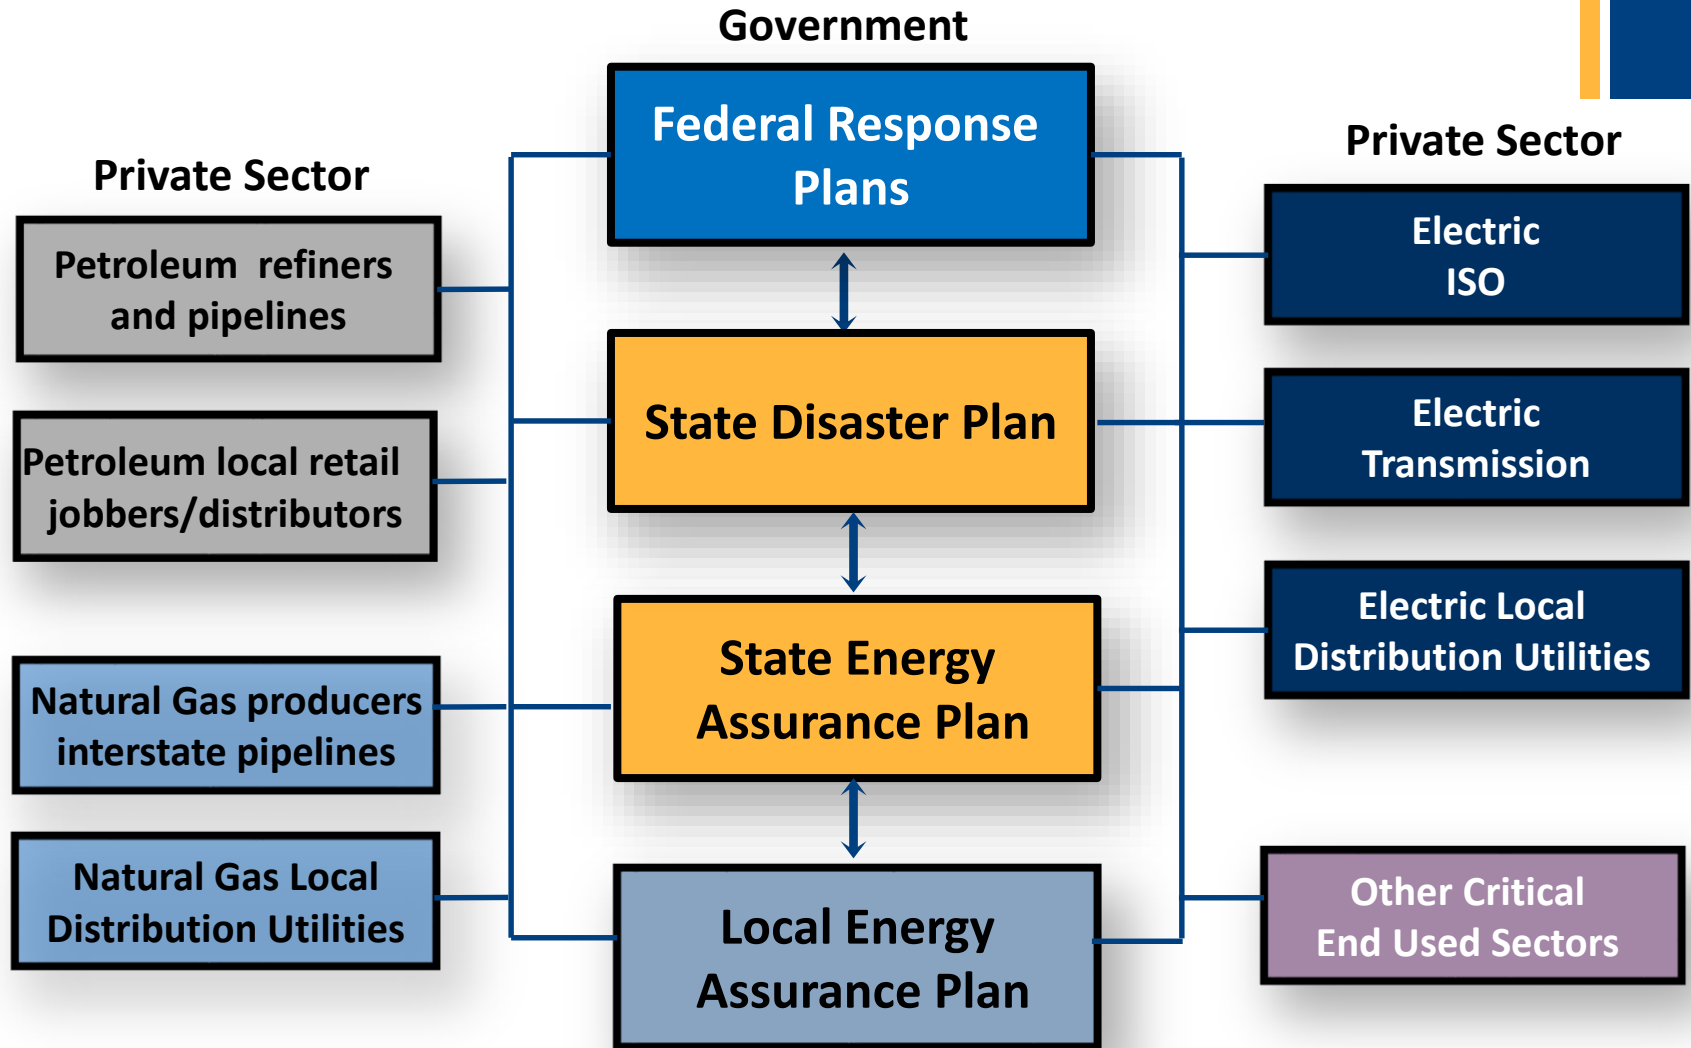 Government
Federal Response
Plans
State Disaster Plan
State Energy
Assurance Plan
Local Energy
Assurance Plan
Private Sector
Petroleum refiners
and pipelines
Petroleum local retail
jobbers/distributors
Natural Gas producers
interstate pipelines
Natural Gas Local
Distribution Utilities
Private Sector
Electric
ISO
Electric
Transmission
Electric Local
Distribution Utilities
Other Critical
End Used Sectors